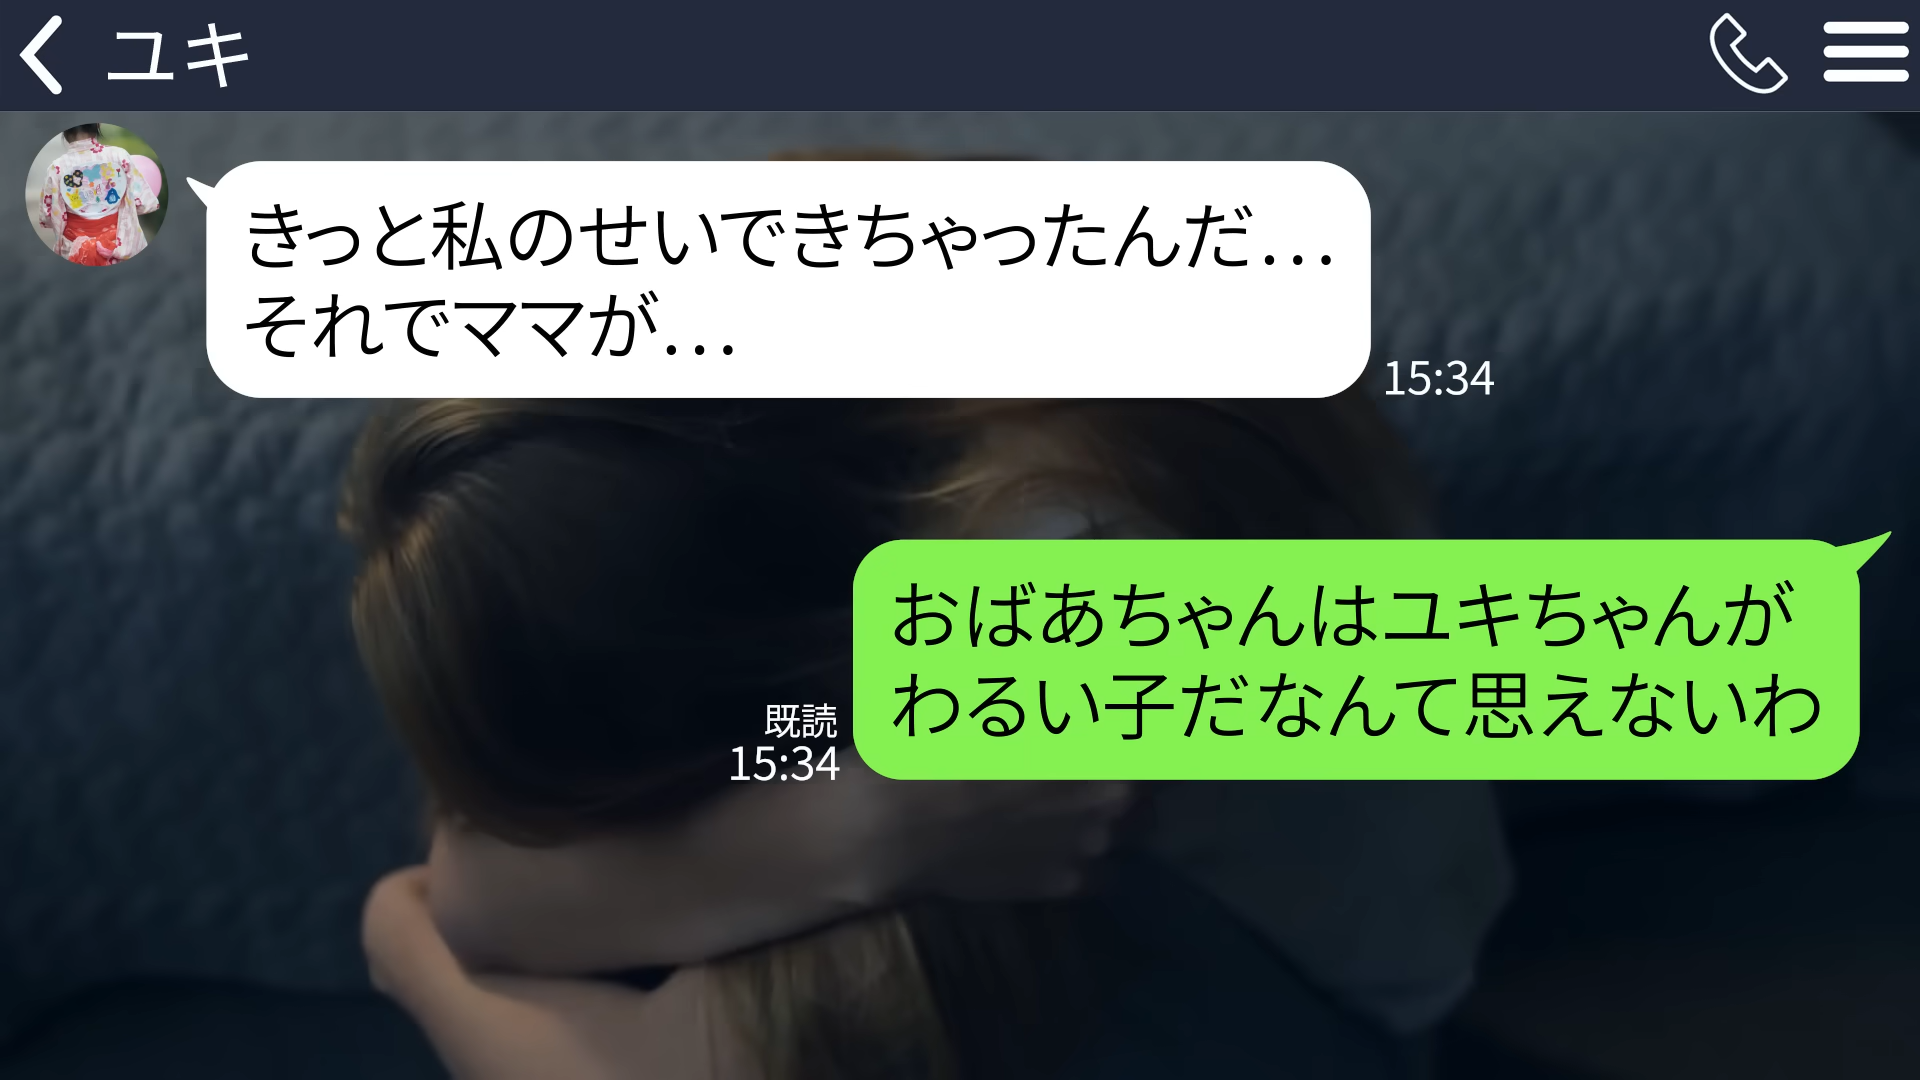 ユキ
きっと私のせいできちゃったんだ…
それでママが…
15:34
おばあちゃんはユキちゃんが
わるい子だなんて思えないわ
既読
15:34